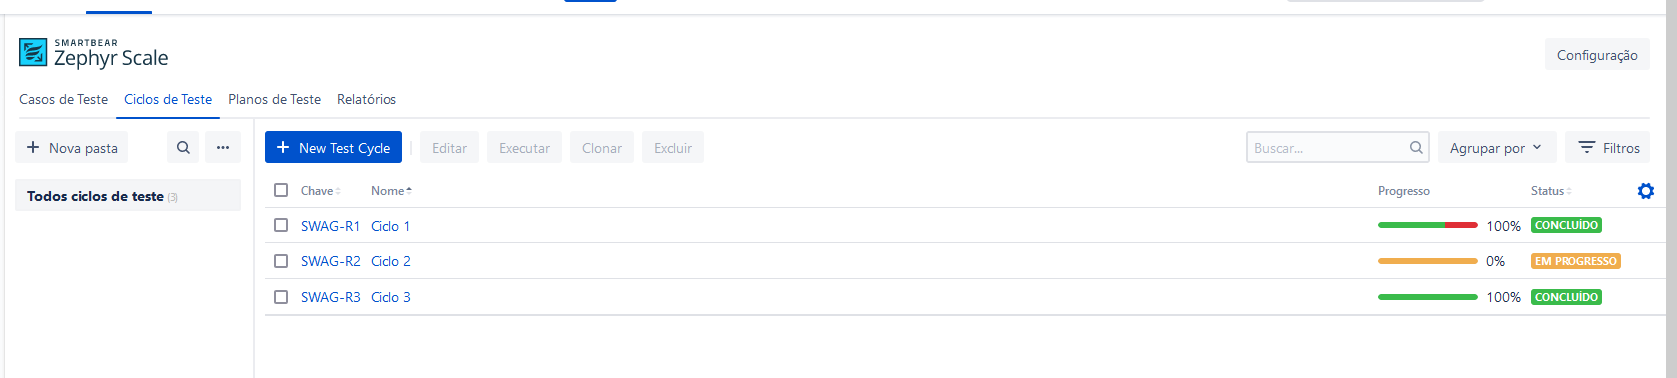 SMARTBEAR
Zephyr Scale
Configuração
Casos de Teste Ciclos de Teste Planos de Teste Relatórios
+ Nova pasta ... + New Test Cycle Editar Executar Clonar Excluir Buscar... Agrupar por Filtros
Todos ciclos de teste (3)
Chave Nome Progresso Status
SWAG-R1 Ciclo 1 100% CONCLUÍDO
SWAG-R2 Ciclo 2 0% EM PROGRESSO
SWAG-R3 Ciclo 3 100% CONCLUÍDO